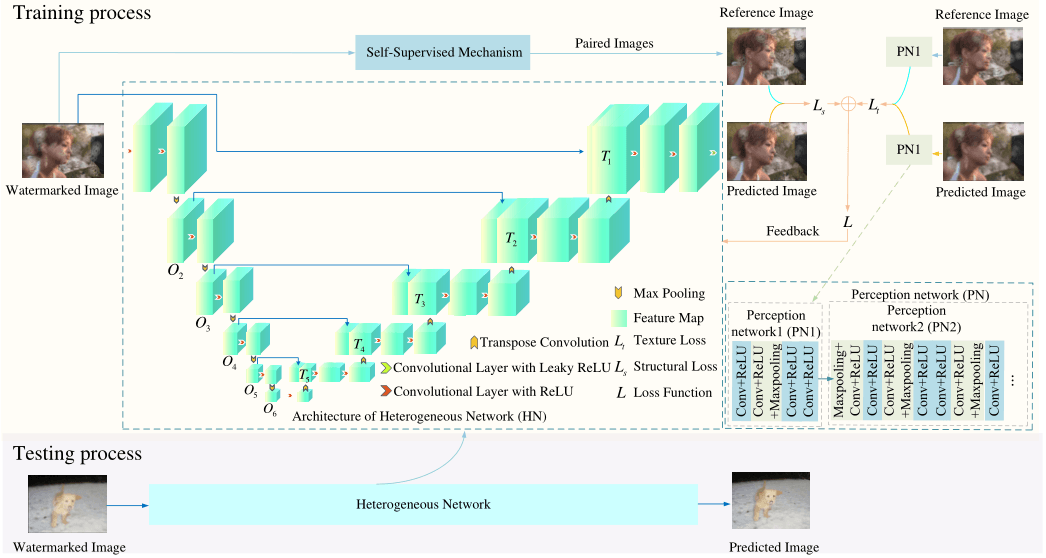 Training process
Self-Supervised Mechanism
Paired Images
Reference Image
Reference Image
PN1
L_s
L_t
PN1
Watermarked Image
Predicted Image
Predicted Image
T_1
L
Feedback
T_2
O_2
T_3
O_3
T_4
O_4
T_5
O_5
O_6
Max Pooling
Feature Map
Transpose Convolution
L_t Texture Loss
Convolutional Layer with Leaky ReLU
L_s Structural Loss
Convolutional Layer with ReLU
L Loss Function
Architecture of Heterogeneous Network (HN)
Perception network (PN)
Perception
network1 (PN1)
Perception
network2 (PN2)
Conv+ReLU
Conv+ReLU
+Maxpooling
Conv+ReLU
Conv+ReLU
Maxpooling+
Conv+ReLU
Conv+ReLU
Conv+ReLU
+Maxpooling
Conv+ReLU
Conv+ReLU
Conv+ReLU
+Maxpooling
Conv+ReLU
...
Testing process
Heterogeneous Network
Watermarked Image
Predicted Image